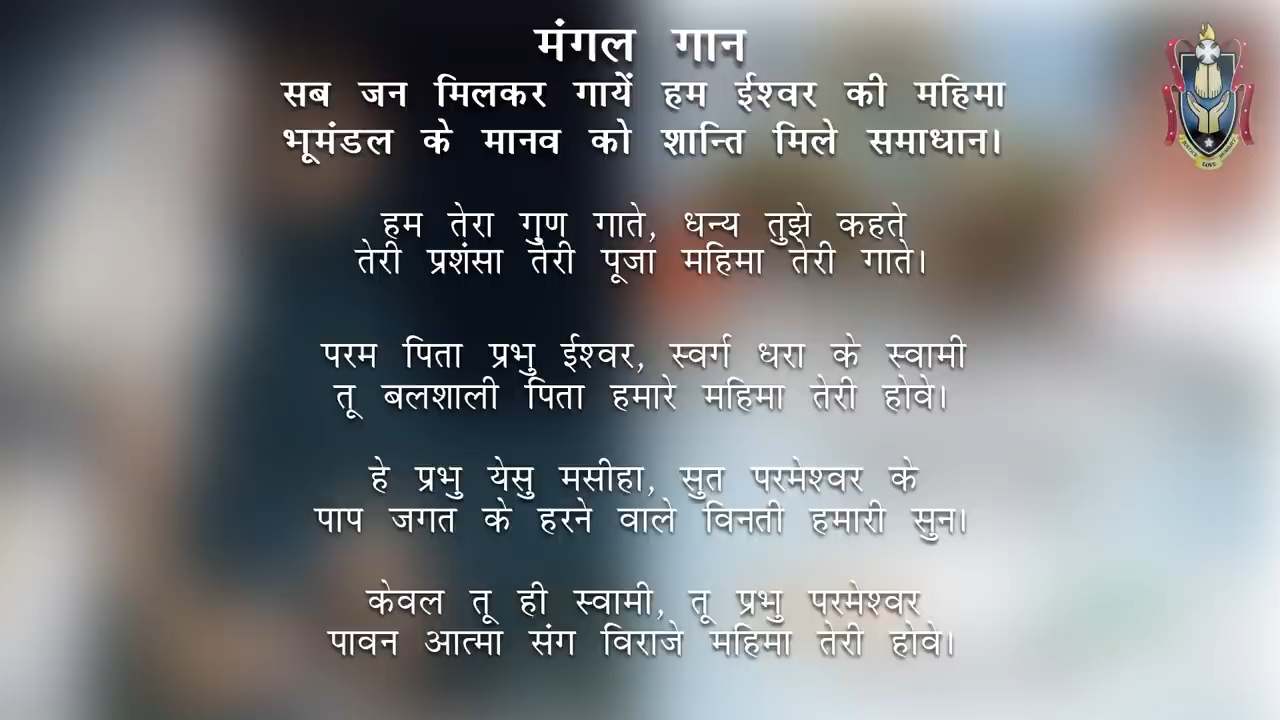 मंगल गान
सब जन मिलकर गायें हम ईश्वर की महिमा
भूमंडल के मानव को शान्ति मिले समाधान।
हम तेरा गुण गाते, धन्य तुझे कहते
तेरी प्रशंसा तेरी पूजा महिमा तेरी गाते।
परम पिता प्रभु ईश्वर, स्वर्ग धरा के स्वामी
तू बलशाली पिता हमारे महिमा तेरी होवे।
हे प्रभु येसु मसीहा, सुत परमेश्वर के
पाप जगत के हरने वाले विनती हमारी सुन।
केवल तू ही स्वामी, तू प्रभु परमेश्वर
पावन आत्मा संग विराजे महिमा तेरी होवे।
LOVE